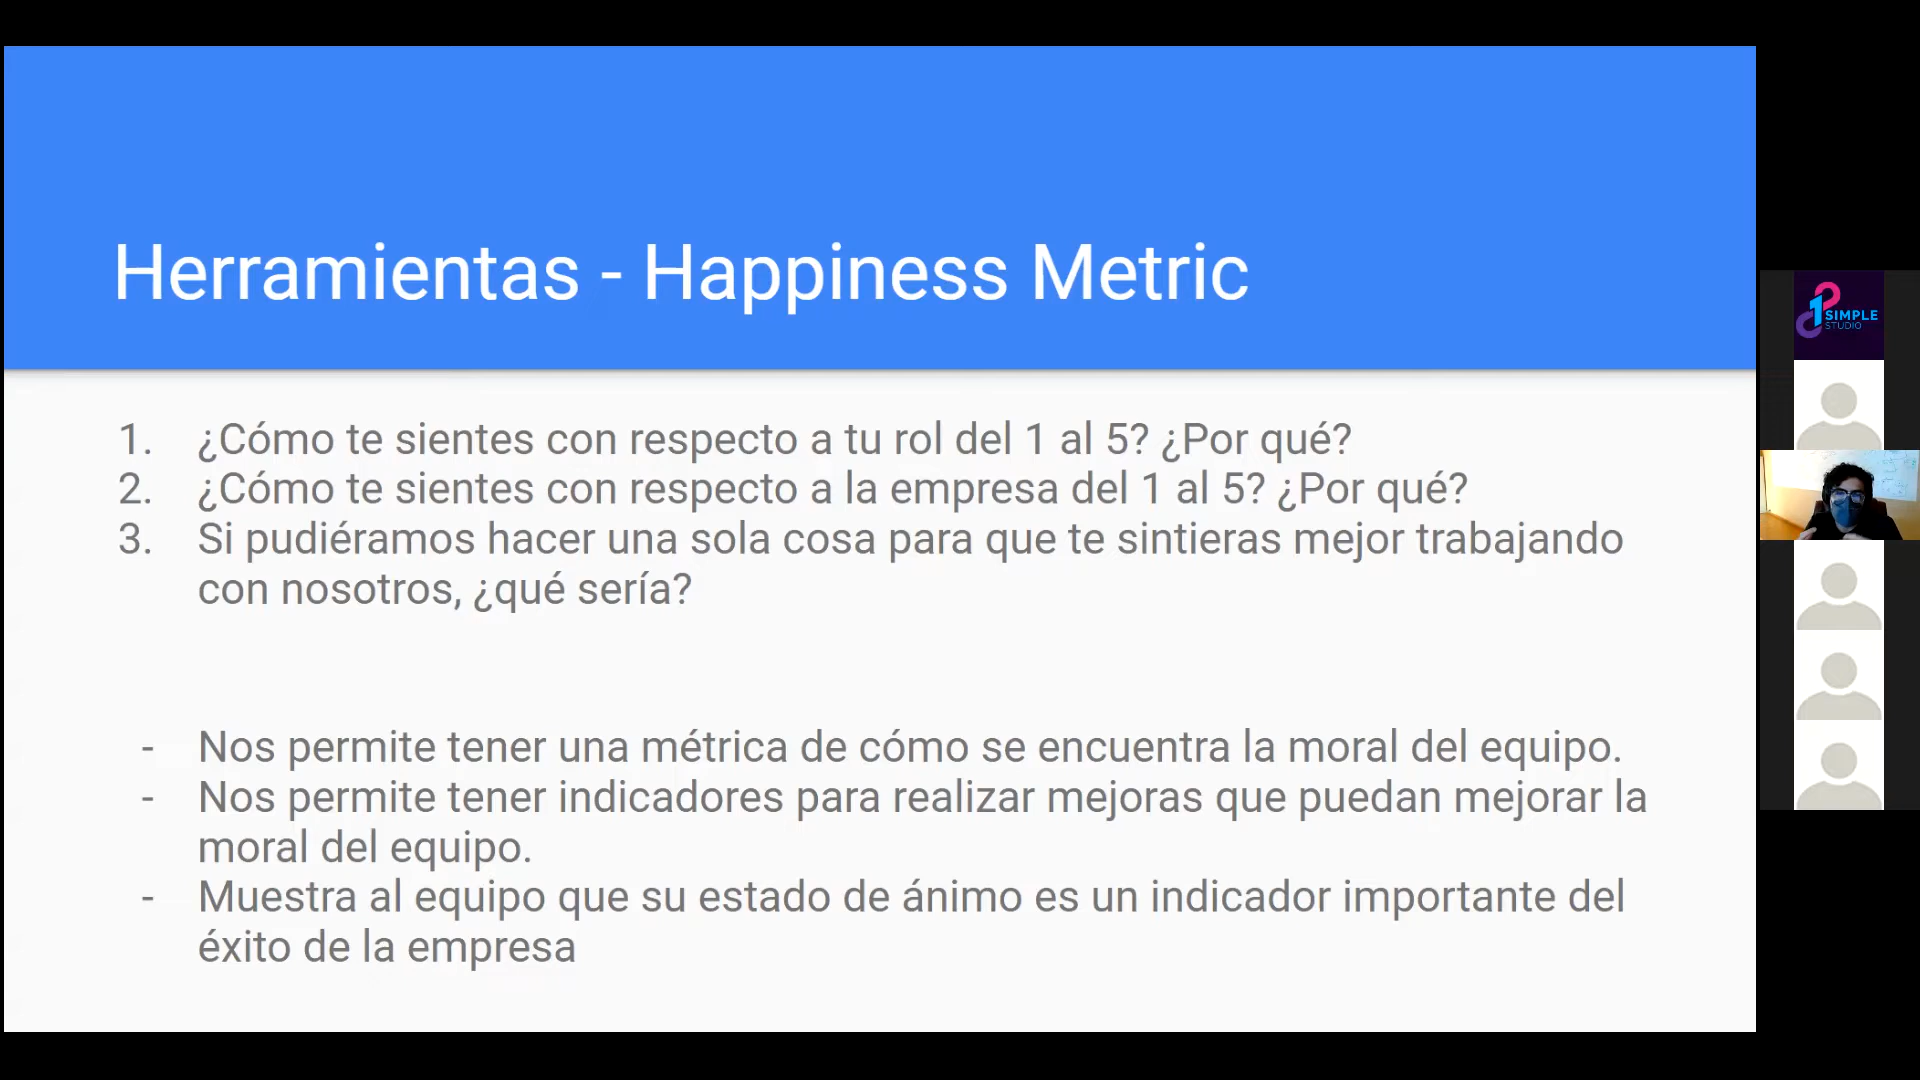 Herramientas - Happiness Metric
1. ¿Cómo te sientes con respecto a tu rol del 1 al 5? ¿Por qué?
2. ¿Cómo te sientes con respecto a la empresa del 1 al 5? ¿Por qué?
3. Si pudiéramos hacer una sola cosa para que te sintieras mejor trabajando
con nosotros, ¿qué sería?
- Nos permite tener una métrica de cómo se encuentra la moral del equipo.
- Nos permite tener indicadores para realizar mejoras que puedan mejorar la
moral del equipo.
- Muestra al equipo que su estado de ánimo es un indicador importante del
éxito de la empresa
1 SIMPLE
STUDIO